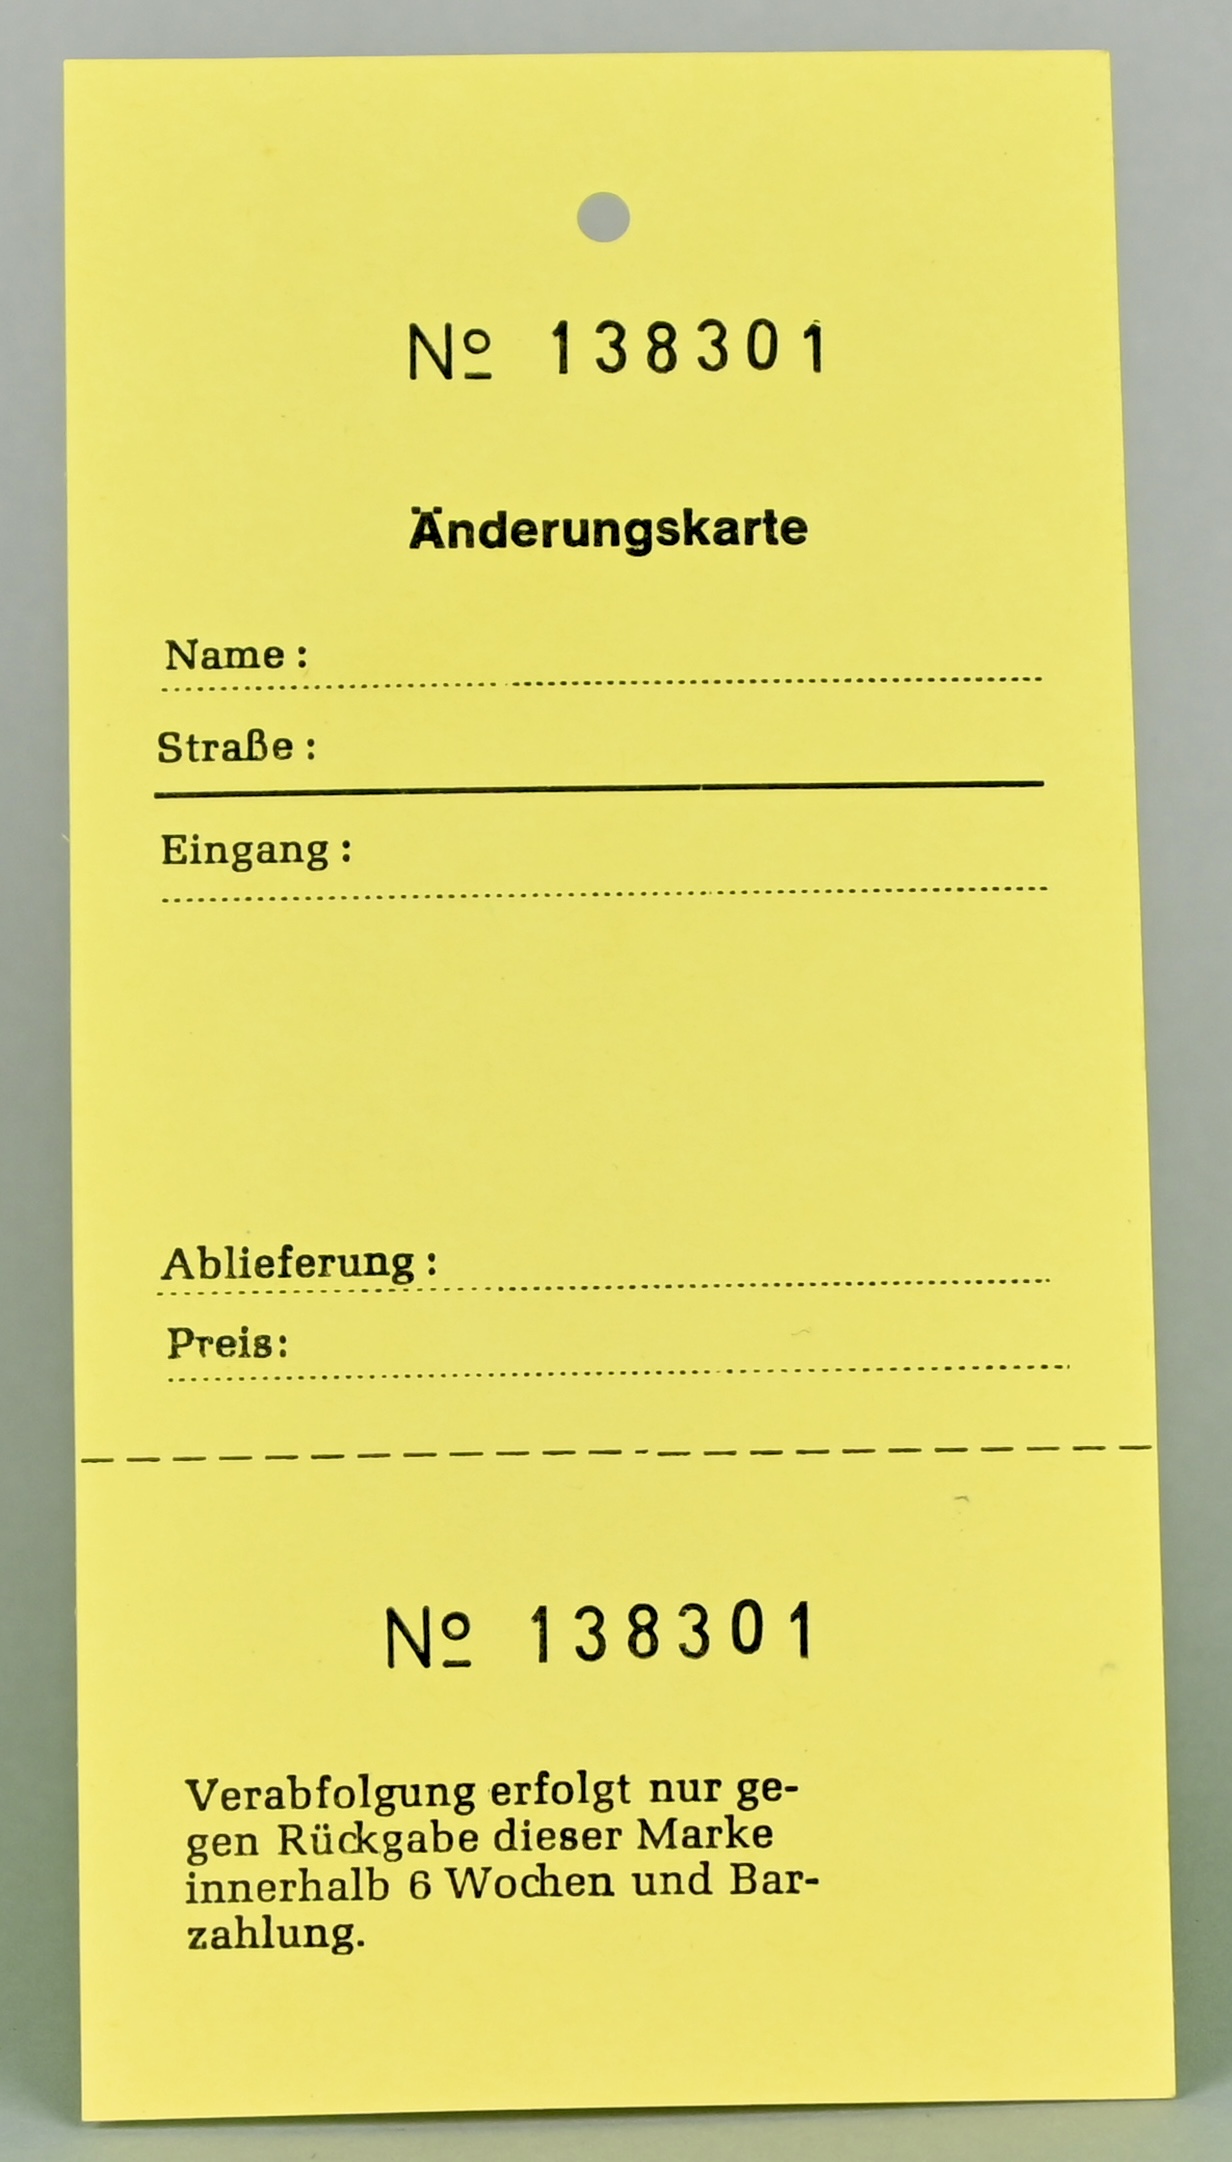 Nº 138301
Änderungskarte
Name :
Straße :
Eingang :
Ablieferung :
Preis:
Nº 138301
Verabfolgung erfolgt nur ge-
gen Rückgabe dieser Marke
innerhalb 6 Wochen und Bar-
zahlung.